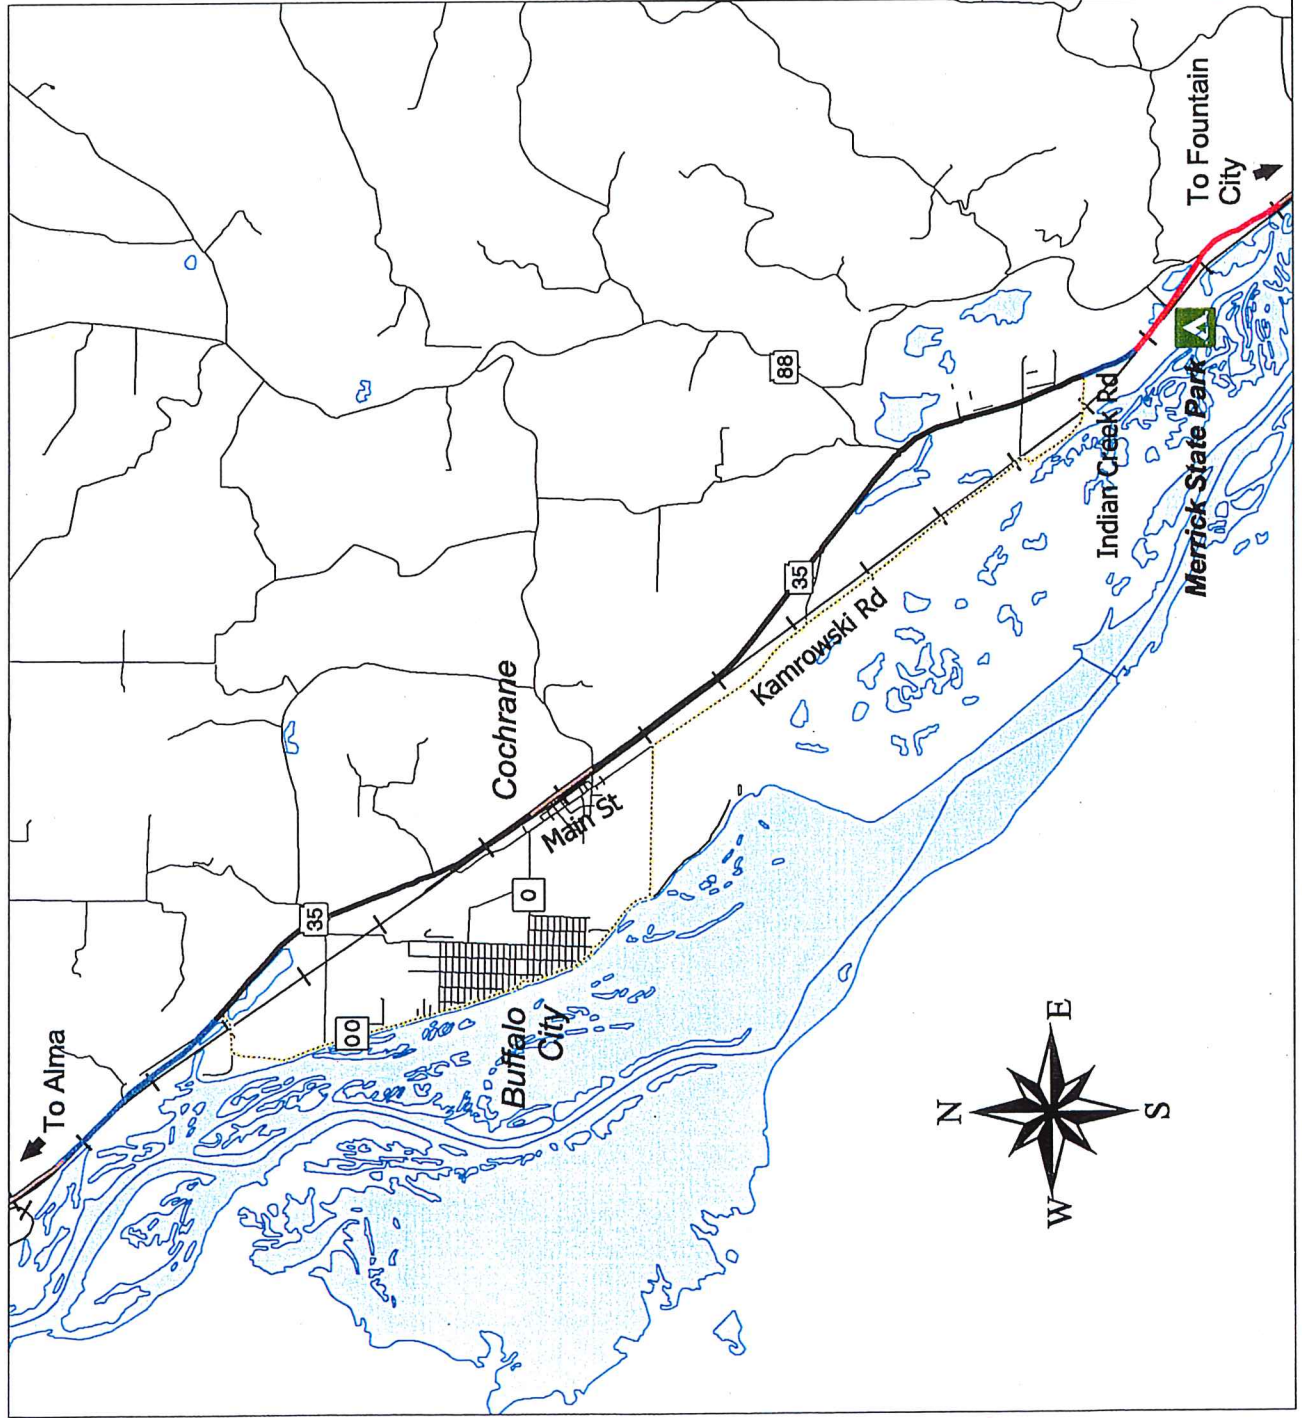 To Alma
35
OO
O
Buffalo
City
Cochrane
Main St
Kamrowski Rd
35
88
Indian Creek Rd
Merrick State Park
To Fountain
City
N
W
E
S